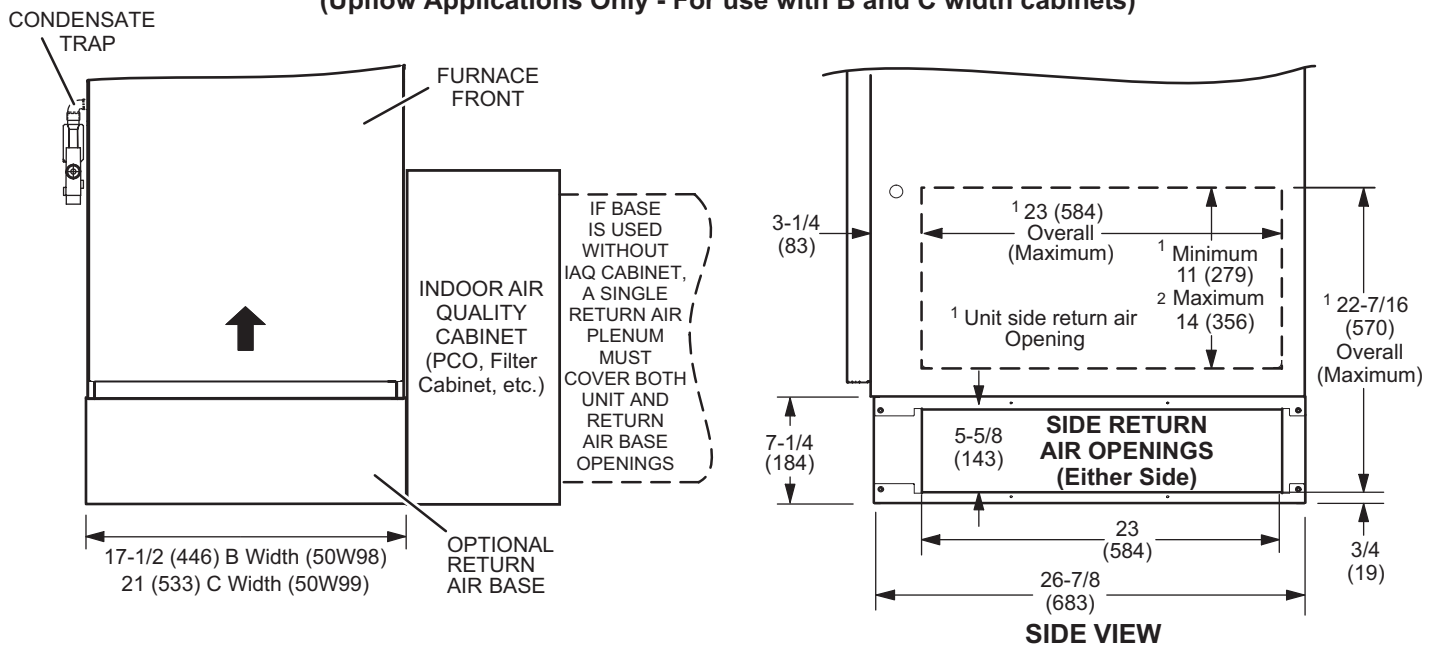 (Upflow Applications Only - For use with B and C width cabinets)
CONDENSATE
TRAP
FURNACE
FRONT
INDOOR AIR
QUALITY
CABINET
(PCO, Filter
Cabinet, etc.)
IF BASE
IS USED
WITHOUT
IAQ CABINET,
A SINGLE
RETURN AIR
PLENUM
MUST
COVER BOTH
UNIT AND
RETURN
AIR BASE
OPENINGS
17-1/2 (446) B Width (50W98)
21 (533) C Width (50W99)
OPTIONAL
RETURN
AIR BASE
3-1/4
(83)
1 23 (584)
Overall
(Maximum)
1 Minimum
11 (279)
2 Maximum
14 (356)
1 Unit side return air
Opening
1 22-7/16
(570)
Overall
(Maximum)
7-1/4
(184)
5-5/8
(143)
SIDE RETURN
AIR OPENINGS
(Either Side)
23
(584)
3/4
(19)
26-7/8
(683)
SIDE VIEW